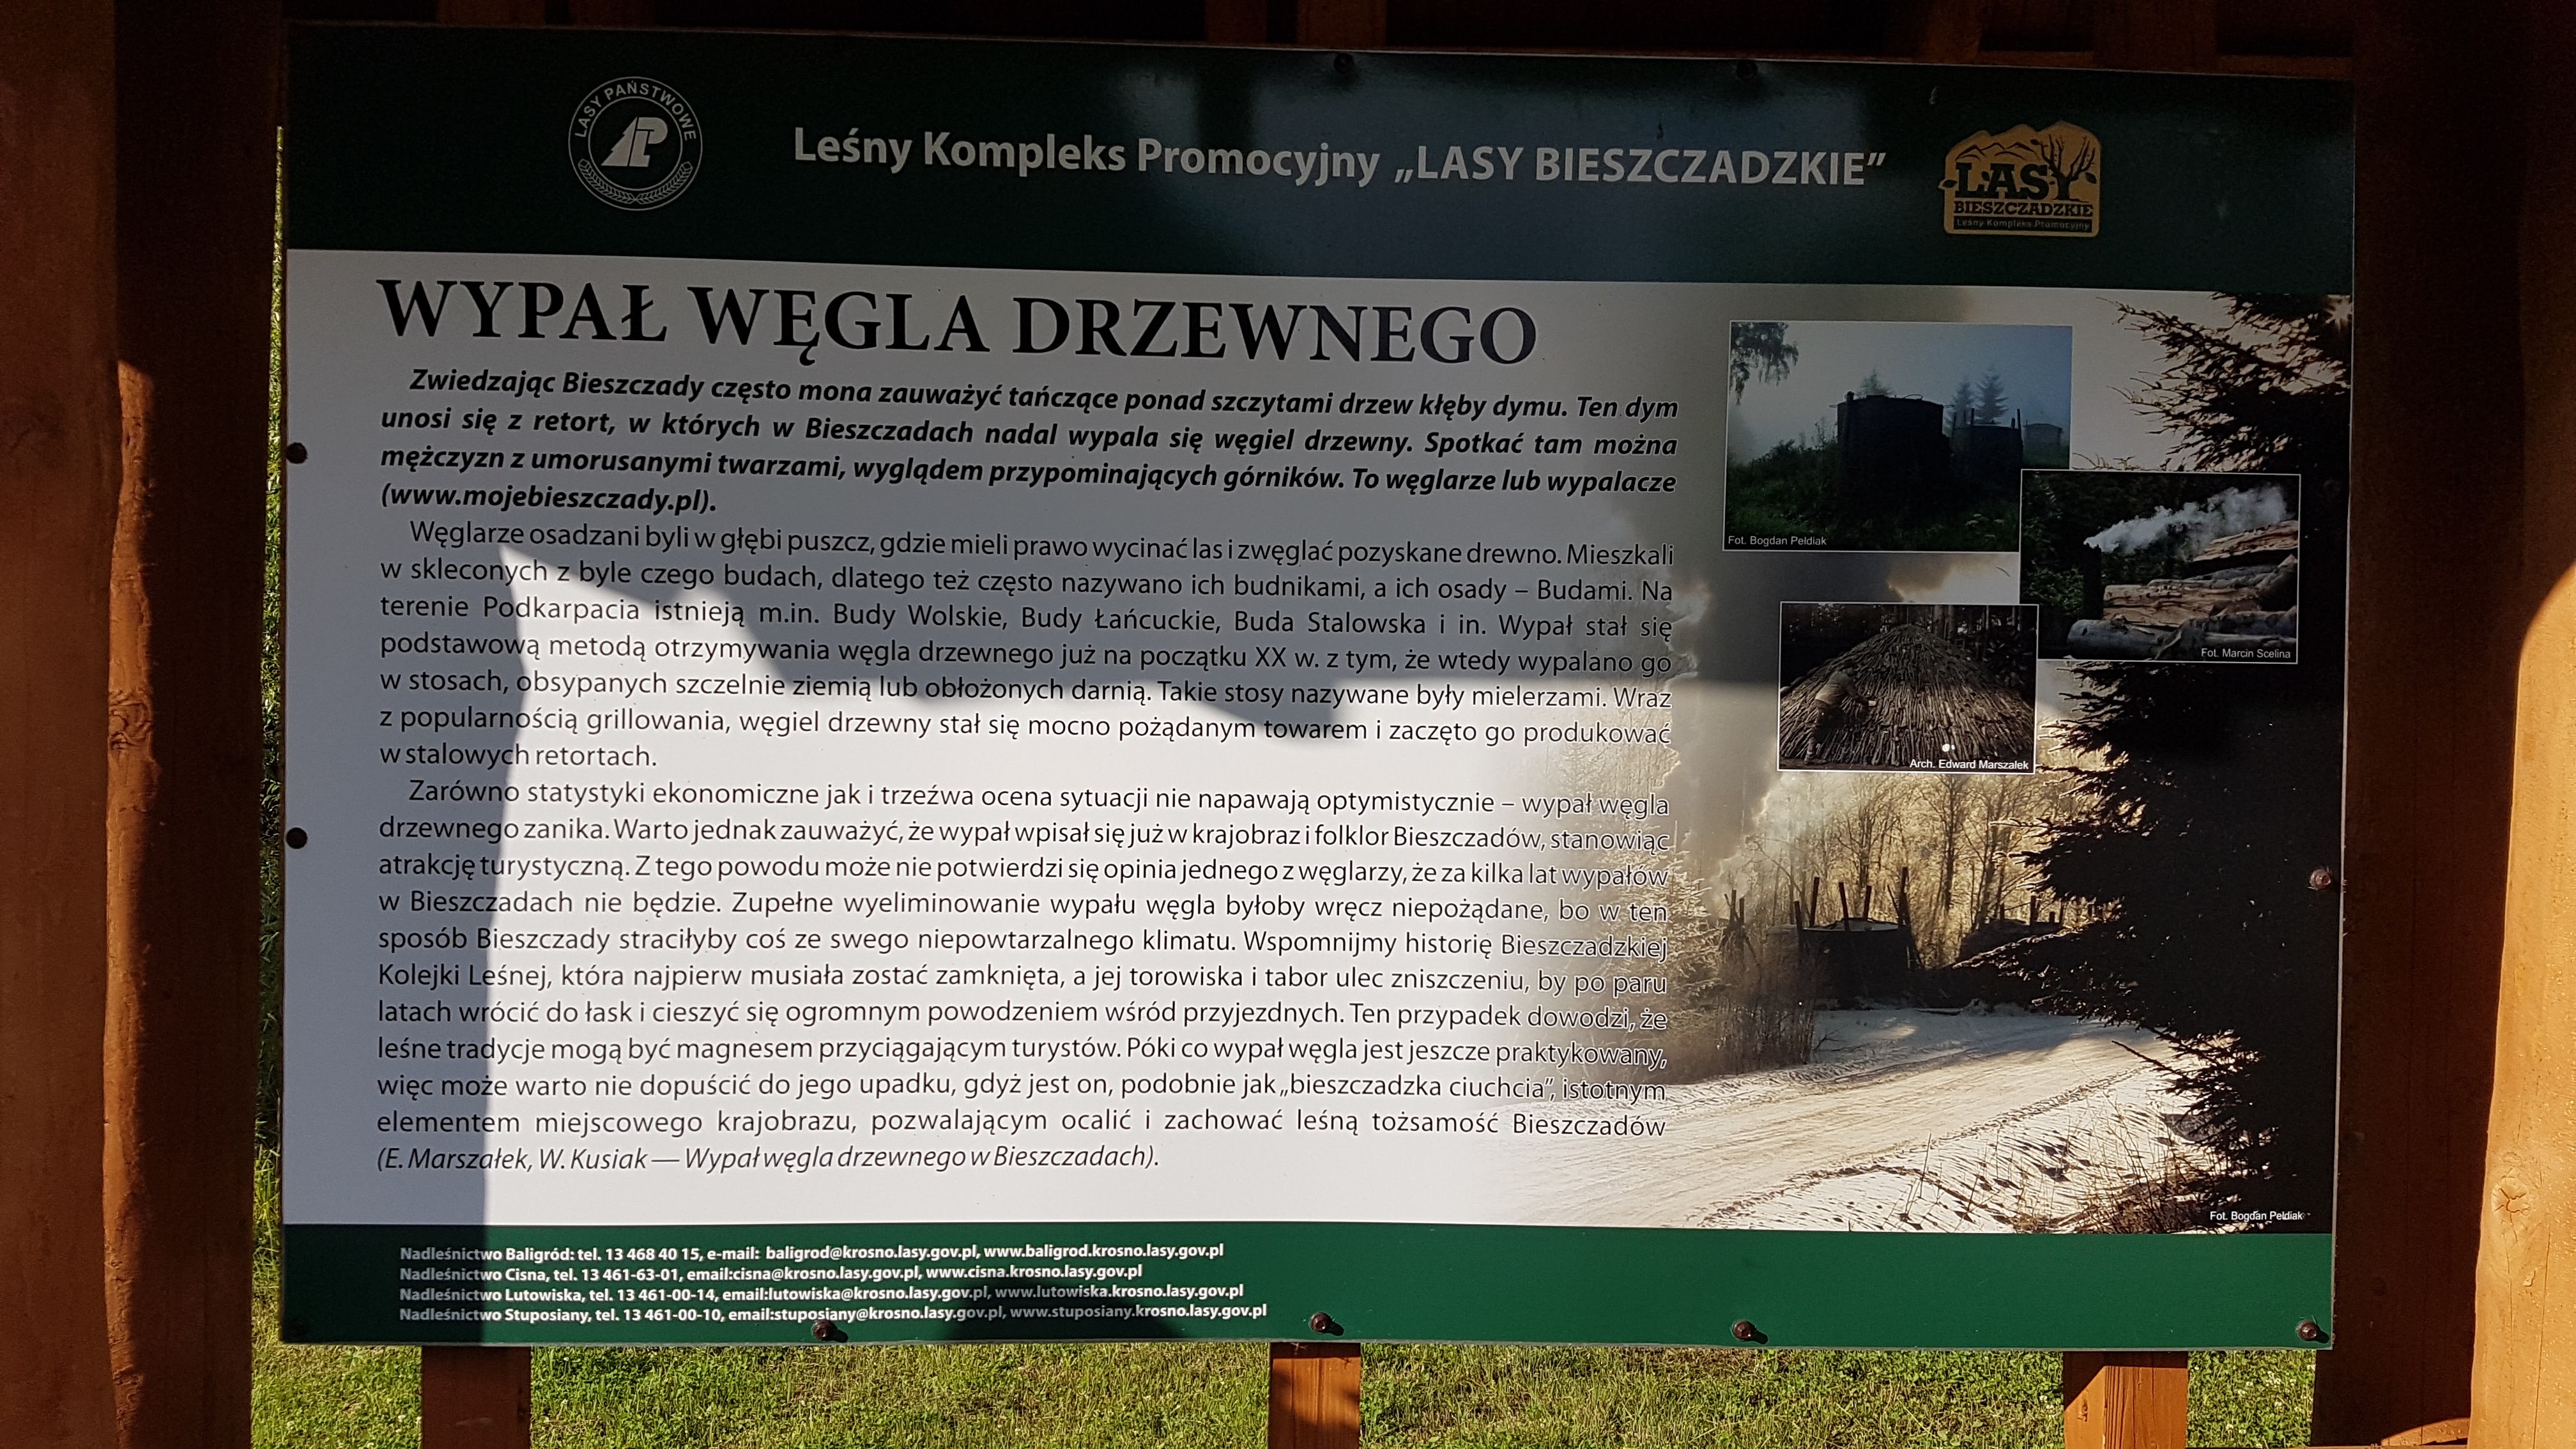 LASY PAŃSTWOWE
LP
Leśny Kompleks Promocyjny „LASY BIESZCZADZKIE”
LASY
BIESZCZADZKIE
Leśny Kompleks Promocyjny
WYPAŁ WĘGLA DRZEWNEGO
Zwiedzając Bieszczady często mona zauważyć tańczące ponad szczytami drzew kłęby dymu. Ten dym
unosi się z retort, w których w Bieszczadach nadal wypala się węgiel drzewny. Spotkać tam można
mężczyzn z umorusanymi twarzami, wyglądem przypominających górników. To węglarze lub wypalacze
(www.mojebieszczady.pl).
Węglarze osadzani byli w głębi puszcz, gdzie mieli prawo wycinać las i zwęglać pozyskane drewno. Mieszkali
w skleconych z byle czego budach, dlatego też często nazywano ich budnikami, a ich osady – Budami. Na
terenie Podkarpacia istnieją m.in. Budy Wolskie, Budy Łańcuckie, Buda Stalowska i in. Wypał stał się
podstawową metodą otrzymywania węgla drzewnego już na początku XX w. z tym, że wtedy wypalano go
w stosach, obsypanych szczelnie ziemią lub obłożonych darnią. Takie stosy nazywane były mielerzami. Wraz
z popularnością grillowania, węgiel drzewny stał się mocno pożądanym towarem i zaczęto go produkować
w stalowych retortach.
Zarówno statystyki ekonomiczne jak i trzeźwa ocena sytuacji nie napawają optymistycznie – wypał węgla
drzewnego zanika. Warto jednak zauważyć, że wypał wpisał się już w krajobraz i folklor Bieszczadów, stanowiąc
atrakcję turystyczną. Z tego powodu może nie potwierdzi się opinia jednego z węglarzy, że za kilka lat wypałów
w Bieszczadach nie będzie. Zupełne wyeliminowanie wypału węgla byłoby wręcz niepożądane, bo w ten
sposób Bieszczady straciłyby coś ze swego niepowtarzalnego klimatu. Wspomnijmy historię Bieszczadzkiej
Kolejki Leśnej, która najpierw musiała zostać zamknięta, a jej torowiska i tabor ulec zniszczeniu, by po paru
latach wrócić do łask i cieszyć się ogromnym powodzeniem wśród przyjezdnych. Ten przypadek dowodzi, że
leśne tradycje mogą być magnesem przyciągającym turystów. Póki co wypał węgla jest jeszcze praktykowany,
więc może warto nie dopuścić do jego upadku, gdyż jest on, podobnie jak „bieszczadzka ciuchcia”, istotnym
elementem miejscowego krajobrazu, pozwalającym ocalić i zachować leśną tożsamość Bieszczadów
(E. Marszałek, W. Kusiak — Wypał węgla drzewnego w Bieszczadach).
Fot. Bogdan Peldiak
Fot. Marcin Scelina
Arch. Edward Marszałek
Fot. Bogdan Peldiak
Nadleśnictwo Baligród: tel. 13 468 40 15, e-mail: baligrod@krosno.lasy.gov.pl, www.baligrod.krosno.lasy.gov.pl
Nadleśnictwo Cisna, tel. 13 461-63-01, email:cisna@krosno.lasy.gov.pl, www.cisna.krosno.lasy.gov.pl
Nadleśnictwo Lutowiska, tel. 13 461-00-14, email:lutowiska@krosno.lasy.gov.pl, www.lutowiska.krosno.lasy.gov.pl
Nadleśnictwo Stuposiany, tel. 13 461-00-10, email:stuposiany@krosno.lasy.gov.pl, www.stuposiany.krosno.lasy.gov.pl